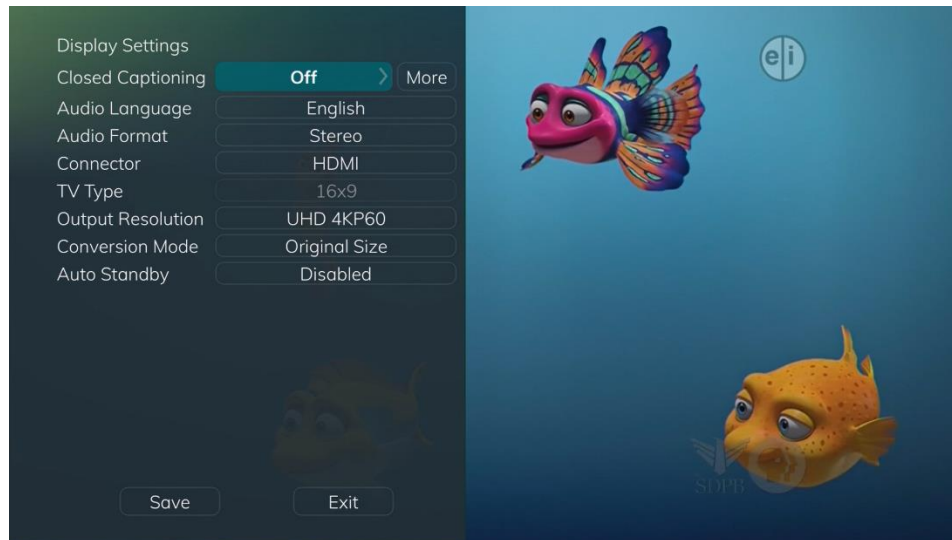 Display Settings
Closed Captioning Off > More
Audio Language English
Audio Format Stereo
Connector HDMI
TV Type 16x9
Output Resolution UHD 4KP60
Conversion Mode Original Size
Auto Standby Disabled
Save Exit
e i
SDPB